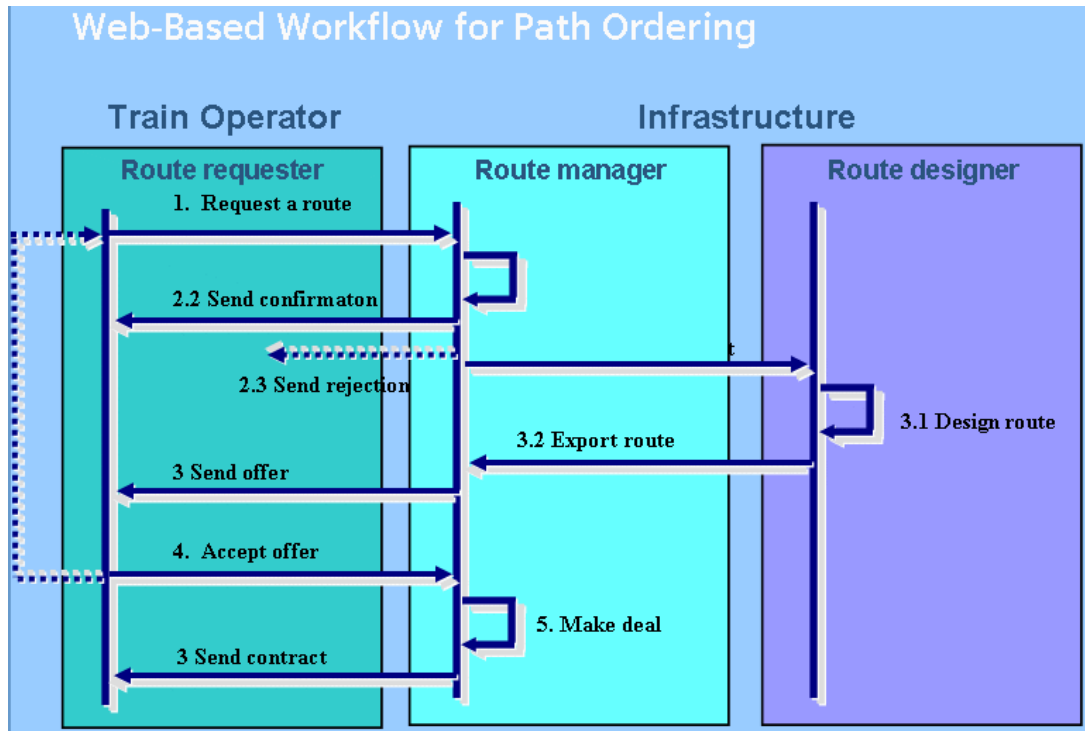 Web-Based Workflow for Path Ordering
Train Operator
Infrastructure
Route requester
Route manager
Route designer
1. Request a route
2.2 Send confirmaton
2.3 Send rejection
3.1 Design route
3.2 Export route
3 Send offer
4. Accept offer
5. Make deal
3 Send contract